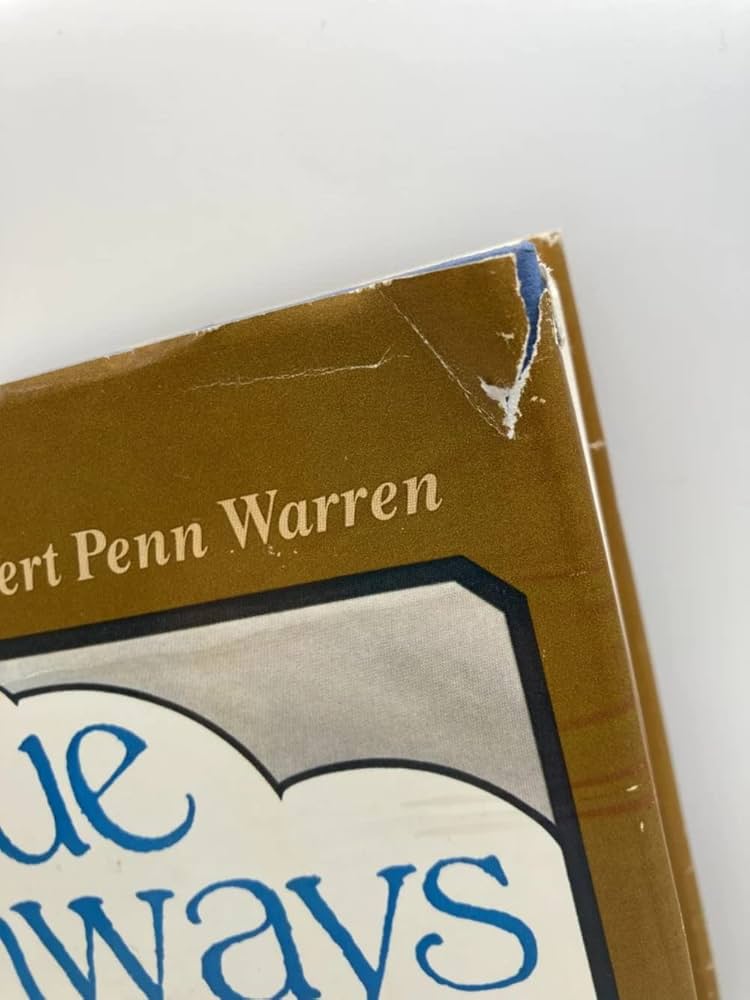 ert Penn Warren
ue
ways